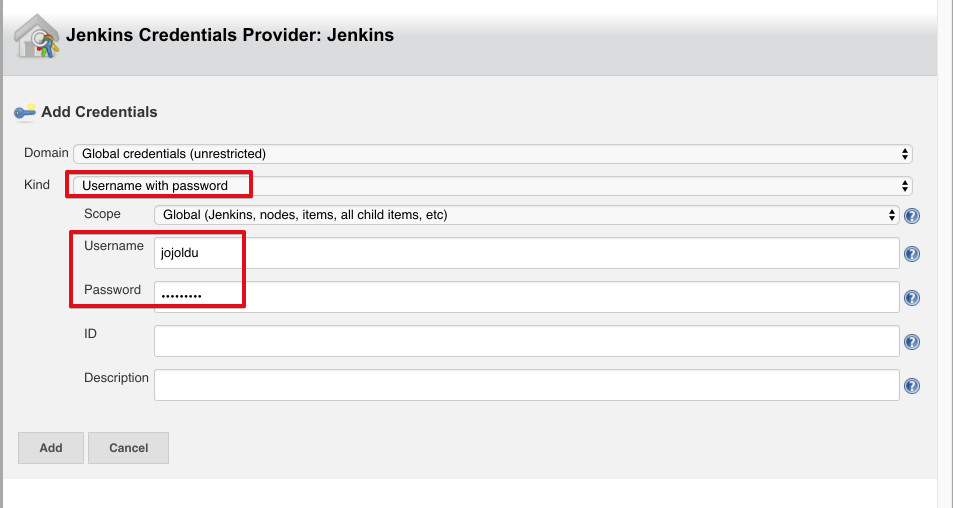 Jenkins Credentials Provider: Jenkins
Add Credentials
Domain Global credentials (unrestricted)
Kind Username with password
Scope Global (Jenkins, nodes, items, all child items, etc)
Username jojoldu
Password •••••••••
ID
Description
Add Cancel